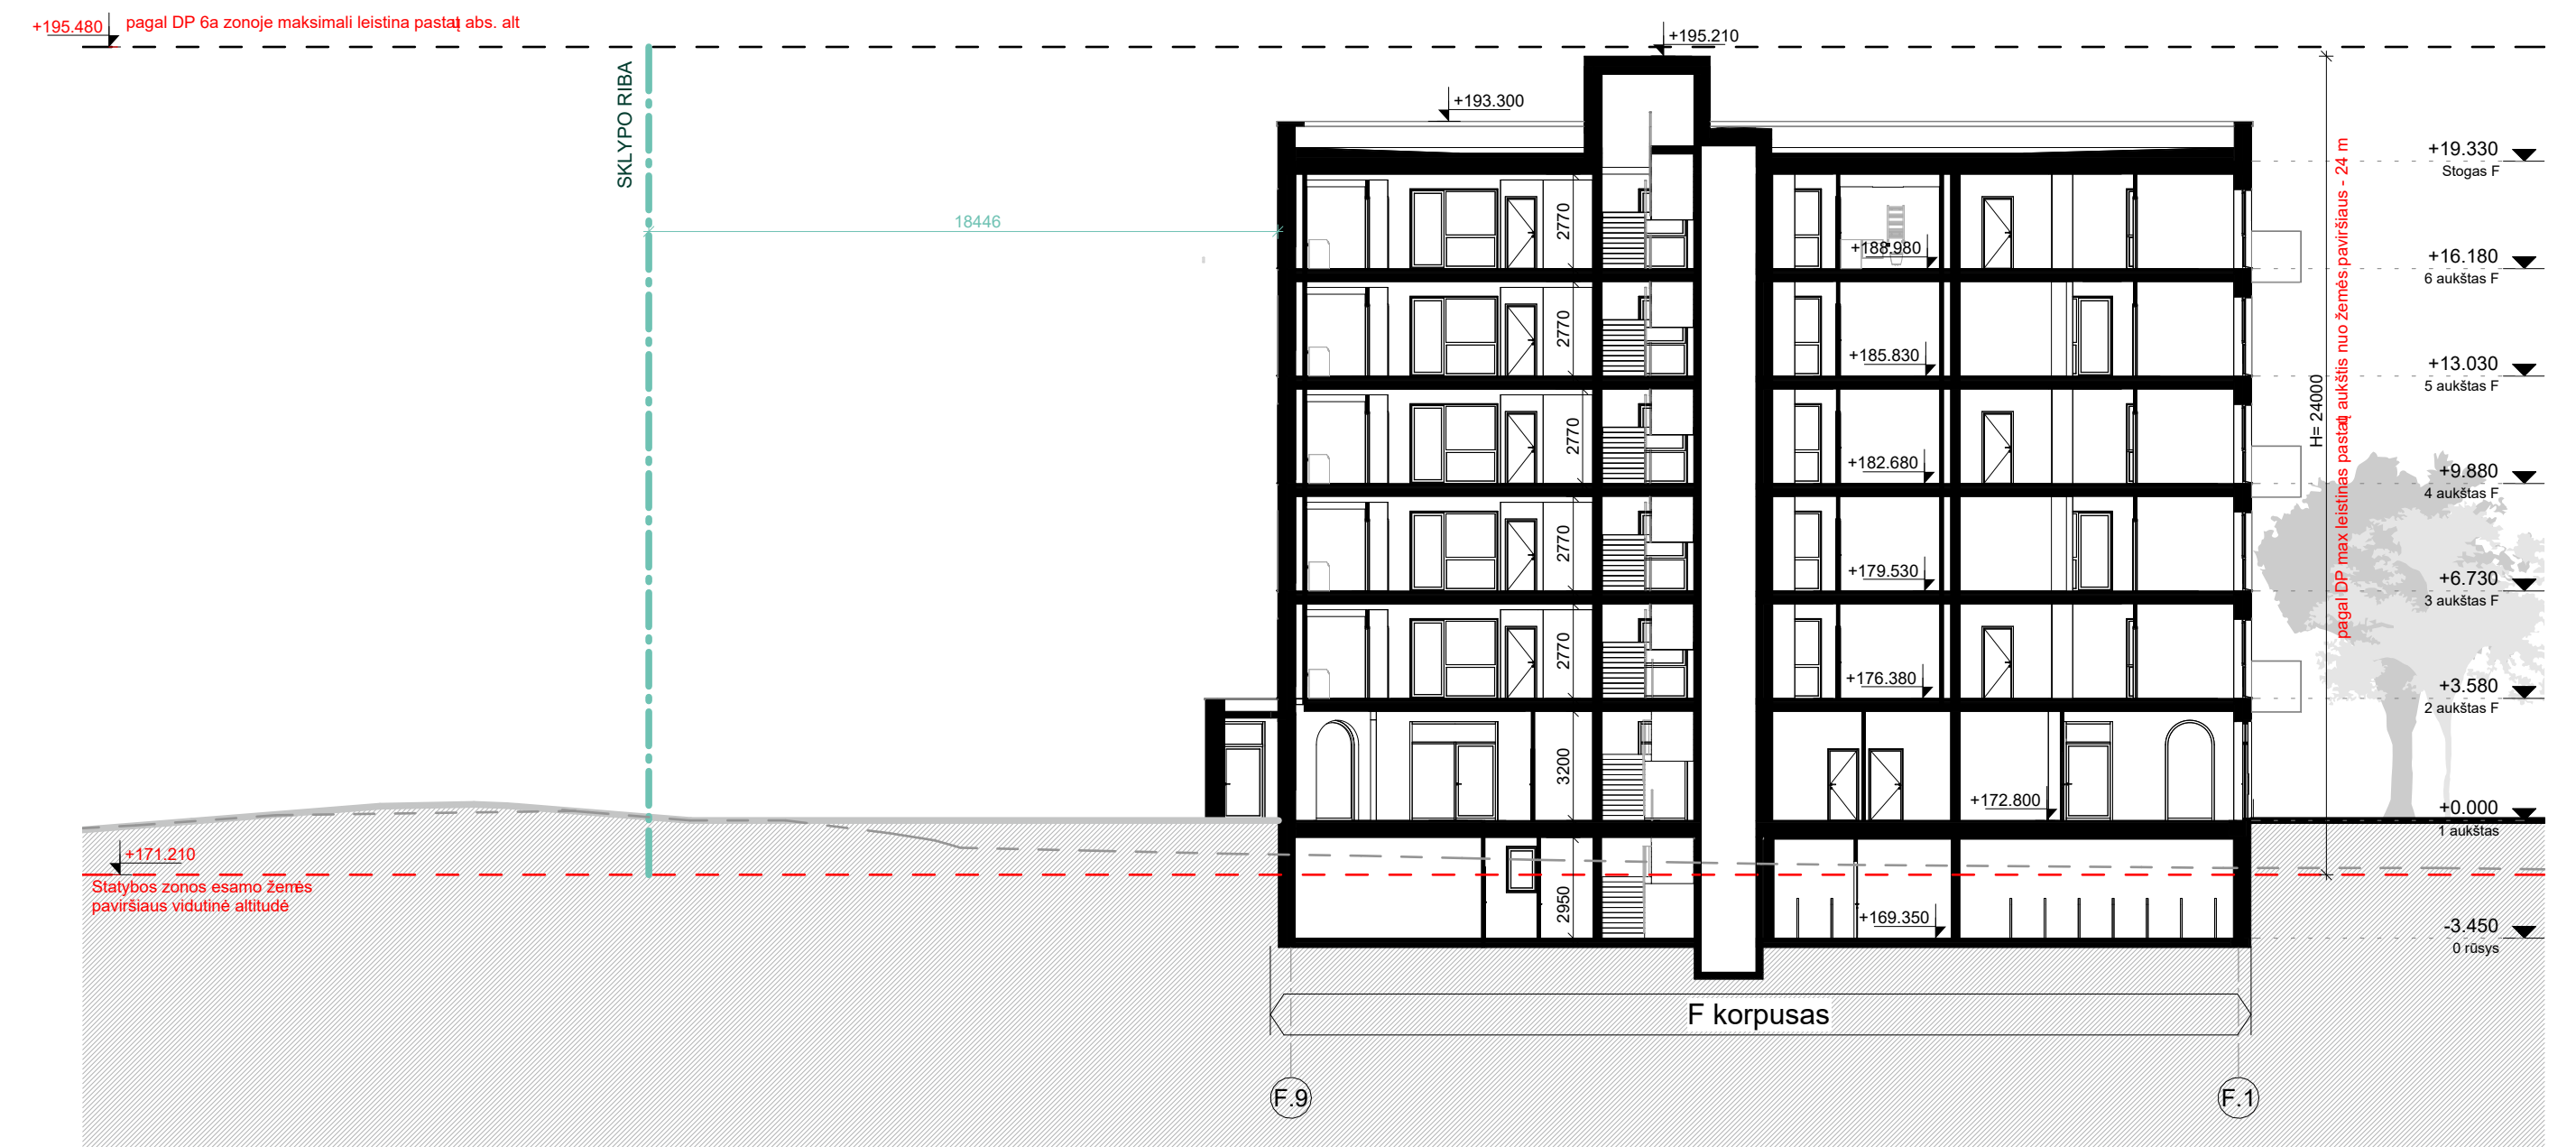 +195.480
pagal DP 6a zonoje maksimali leistina pastatų abs. alt
SKLYPO RIBA
+195.210
+193.300
18446
+19.330
Stogas F
2770
+188.980
+16.180
6 aukštas F
2770
+185.830
+13.030
5 aukštas F
2770
+182.680
+9.880
4 aukštas F
2770
+179.530
+6.730
3 aukštas F
2770
+176.380
+3.580
2 aukštas F
H= 24000
pagal DP max leistinas pastatų aukštis nuo žemės paviršiaus - 24 m
3200
+172.800
+0.000
1 aukštas
+171.210
Statybos zonos esamo žemės
paviršiaus vidutinė altitudė
2950
+169.350
-3.450
0 rūsys
F korpusas
F.9
F.1